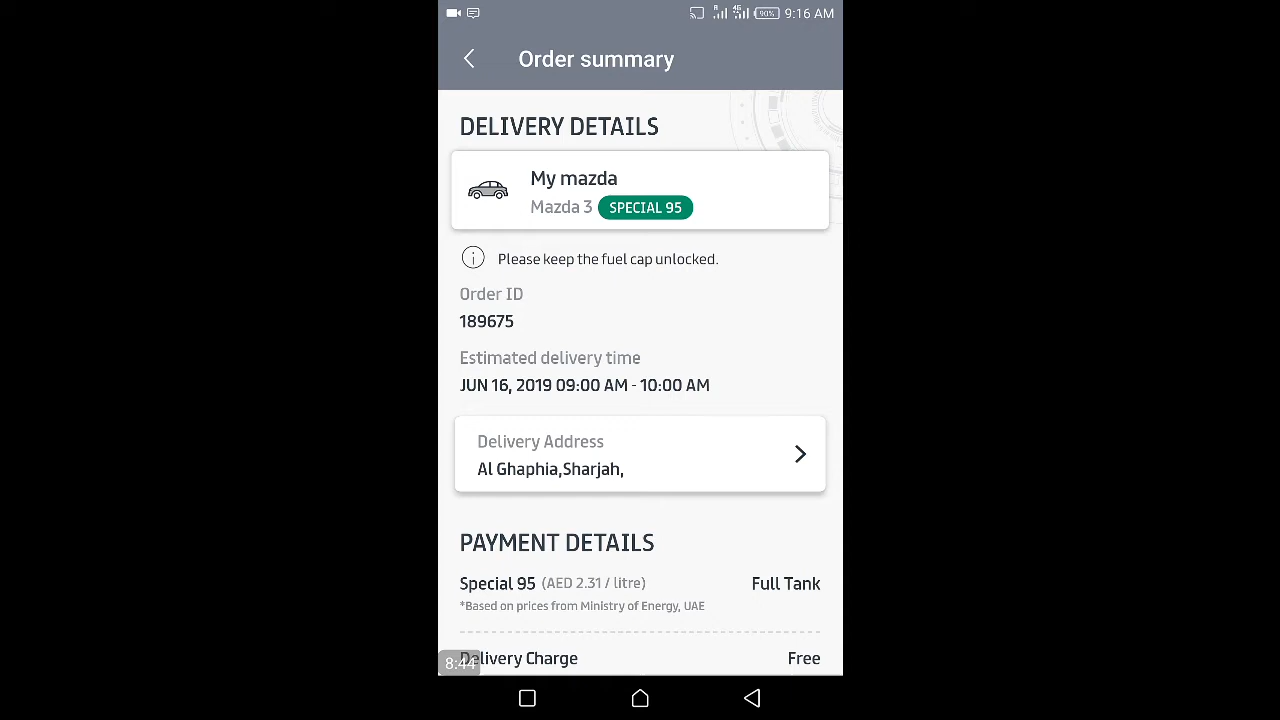 90% 9:16 AM
Order summary
DELIVERY DETAILS
My mazda
Mazda 3 SPECIAL 95
Please keep the fuel cap unlocked.
Order ID
189675
Estimated delivery time
JUN 16, 2019 09:00 AM - 10:00 AM
Delivery Address
Al Ghaphia,Sharjah,
PAYMENT DETAILS
Special 95 (AED 2.31 / litre) Full Tank
*Based on prices from Ministry of Energy, UAE
Delivery Charge Free
8:44